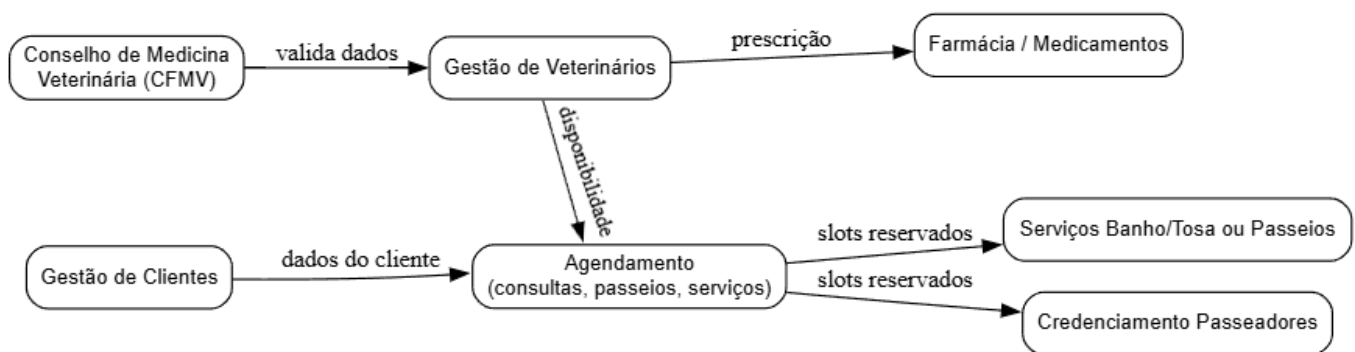 Conselho de Medicina
Veterinária (CFMV)
valida dados
Gestão de Veterinários
prescrição
Farmácia / Medicamentos
disponibilidade
Gestão de Clientes
dados do cliente
Agendamento
(consultas, passeios, serviços)
slots reservados
Serviços Banho/Tosa ou Passeios
slots reservados
Credenciamento Passeadores